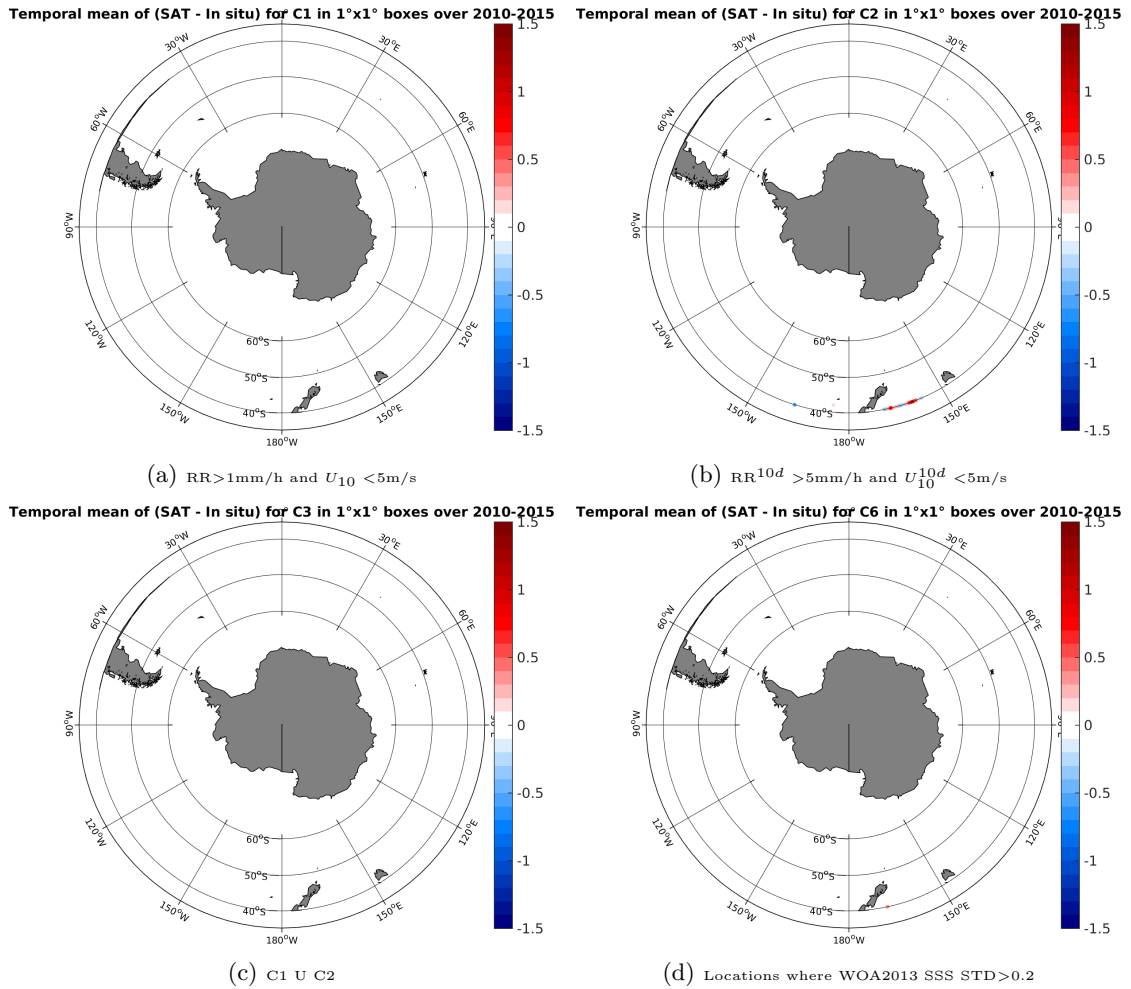 Temporal mean of (SAT - In situ) for C1 in 1°x1° boxes over 2010-2015
30°W
30°E
60°W
60°E
90°W
120°W
120°E
150°W
150°E
180°W
60°S
50°S
40°S
1.5
1
0.5
0
-0.5
-1
-1.5
(a) RR>1mm/h and U10 <5m/s
Temporal mean of (SAT - In situ) for C2 in 1°x1° boxes over 2010-2015
30°W
30°E
60°W
60°E
90°W
120°W
120°E
150°W
150°E
180°W
60°S
50°S
40°S
1.5
1
0.5
0
-0.5
-1
-1.5
(b) RR^10d >5mm/h and U10^10d <5m/s
Temporal mean of (SAT - In situ) for C3 in 1°x1° boxes over 2010-2015
30°W
30°E
60°W
60°E
90°W
120°W
120°E
150°W
150°E
180°W
60°S
50°S
40°S
1.5
1
0.5
0
-0.5
-1
-1.5
(c) C1 U C2
Temporal mean of (SAT - In situ) for C6 in 1°x1° boxes over 2010-2015
30°W
30°E
60°W
60°E
90°W
120°W
120°E
150°W
150°E
180°W
60°S
50°S
40°S
1.5
1
0.5
0
-0.5
-1
-1.5
(d) Locations where WOA2013 SSS STD>0.2